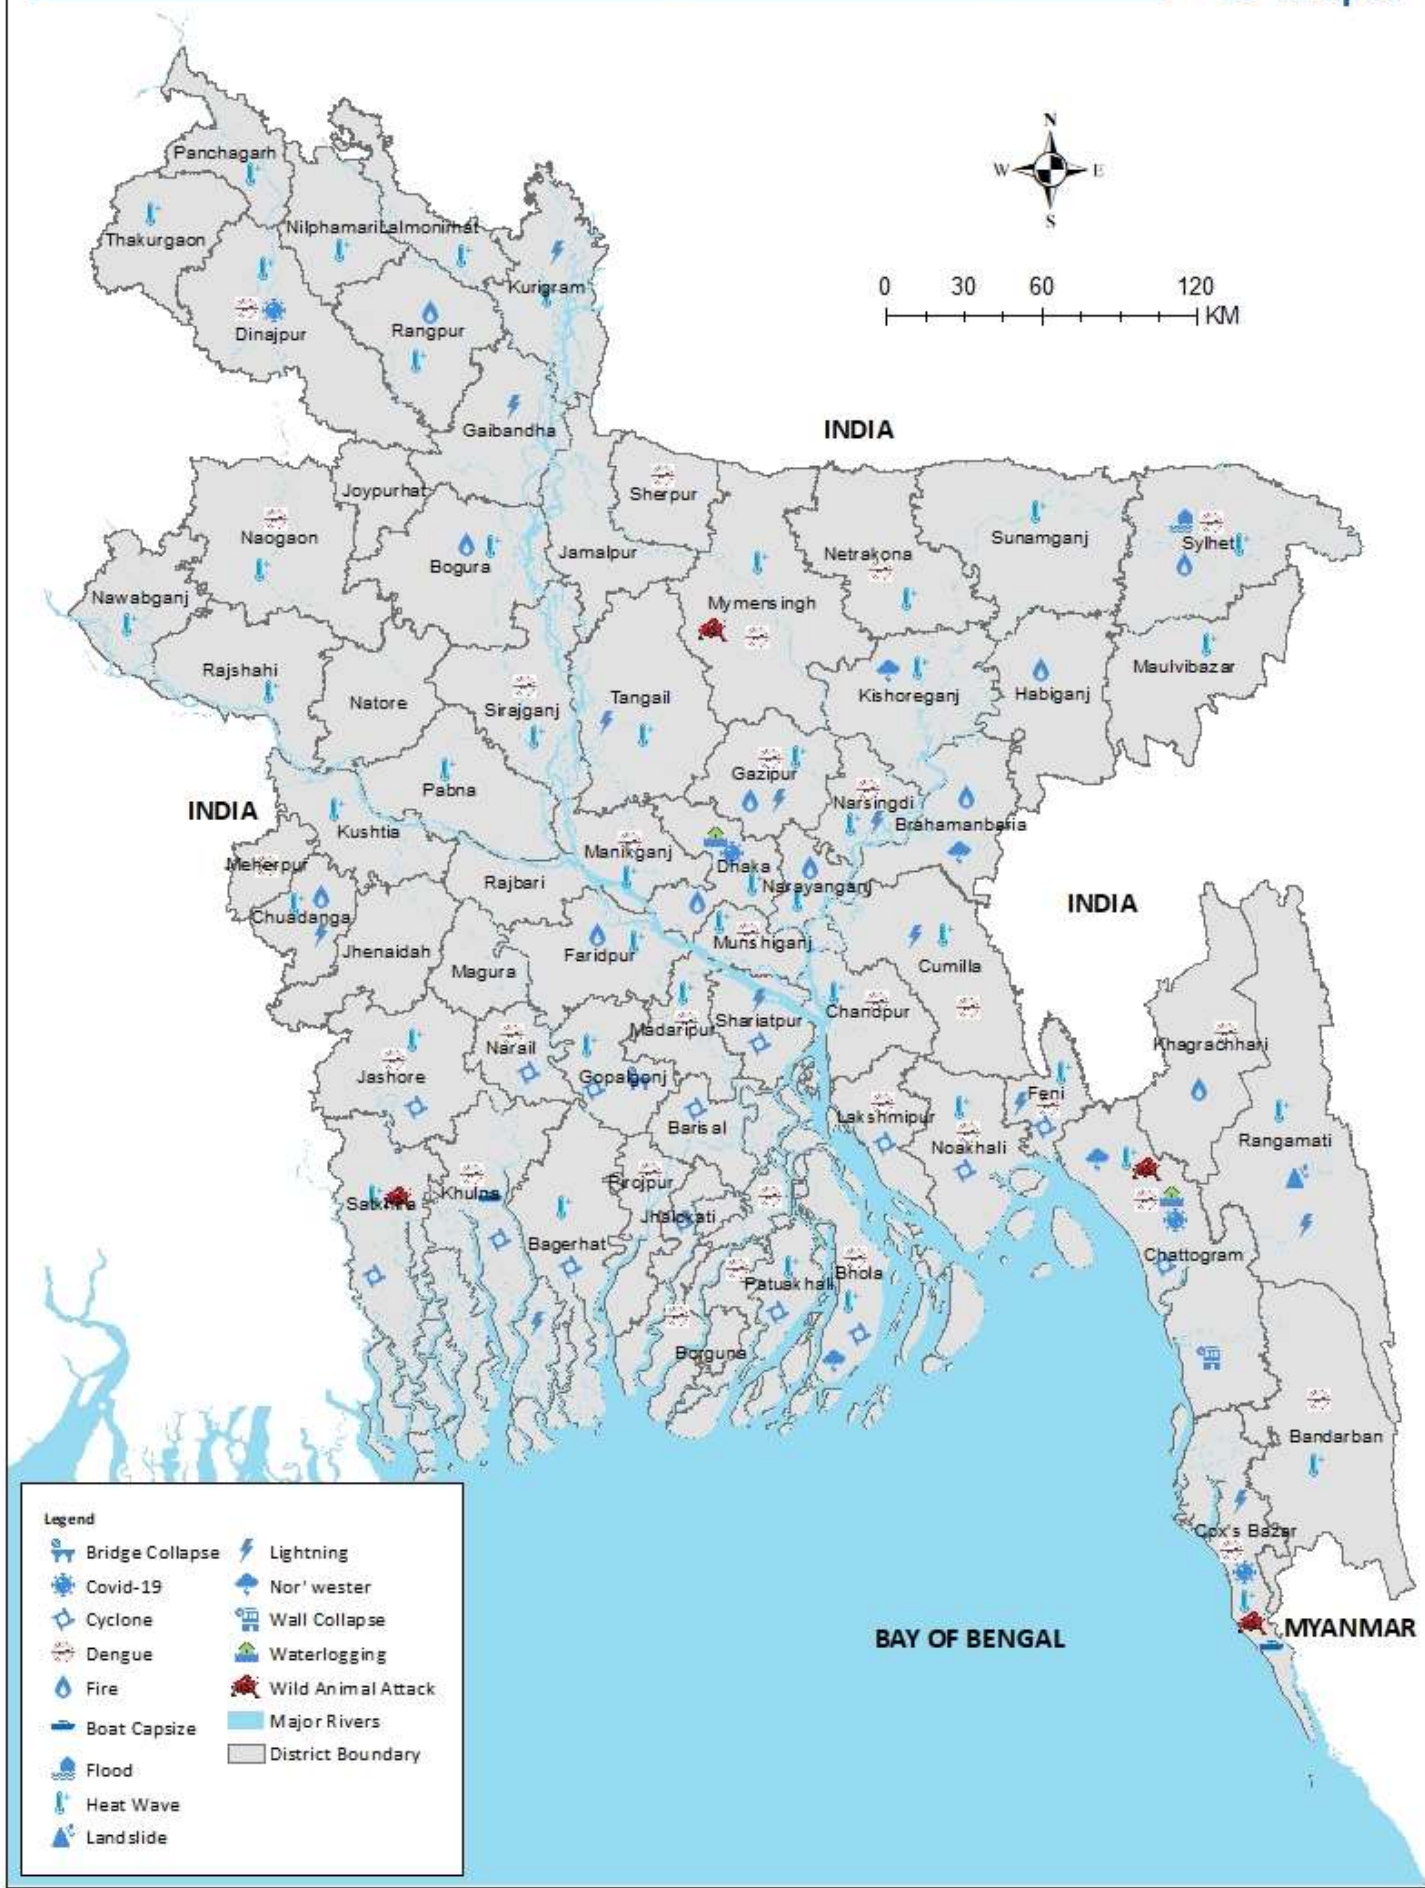 N
W E
S
0 30 60 120
KM
Panchagarh
Thakurgaon
Nilphamari
Lalmonirhat
Kurigram
Dinajpur
Rangpur
Gaibandha
INDIA
Joypurhat
Sherpur
Naogaon
Bogura
Jamalpur
Netrakona
Sunamganj
Sylhet
Nawabganj
Mymensingh
Rajshahi
Natore
Sirajganj
Tangail
Kishoreganj
Habiganj
Maulvibazar
Gazipur
Pabna
INDIA
Narsingdi
Kushtia
Brahamanbaria
Manikganj
Meherpur
Dhaka
Rajbari
Narayanganj
INDIA
Chuadanga
Jhenaidah
Faridpur
Munshiganj
Magura
Cumilla
Madaripur
Shariatpur
Chandpur
Khagrachhari
Narail
Jashore
Gopalgonj
Feni
Barisal
Lakshmipur
Noakhali
Rangamati
Satkhira
Khulna
Pirojpur
Jhalokati
Bagerhat
Chattogram
Patuakhali
Bhola
Borguna
Bandarban
Cox's Bazar
MYANMAR
BAY OF BENGAL
Legend
Bridge Collapse
Covid-19
Cyclone
Dengue
Fire
Boat Capsize
Flood
Heat Wave
Landslide
Lightning
Nor' wester
Wall Collapse
Waterlogging
Wild Animal Attack
Major Rivers
District Boundary